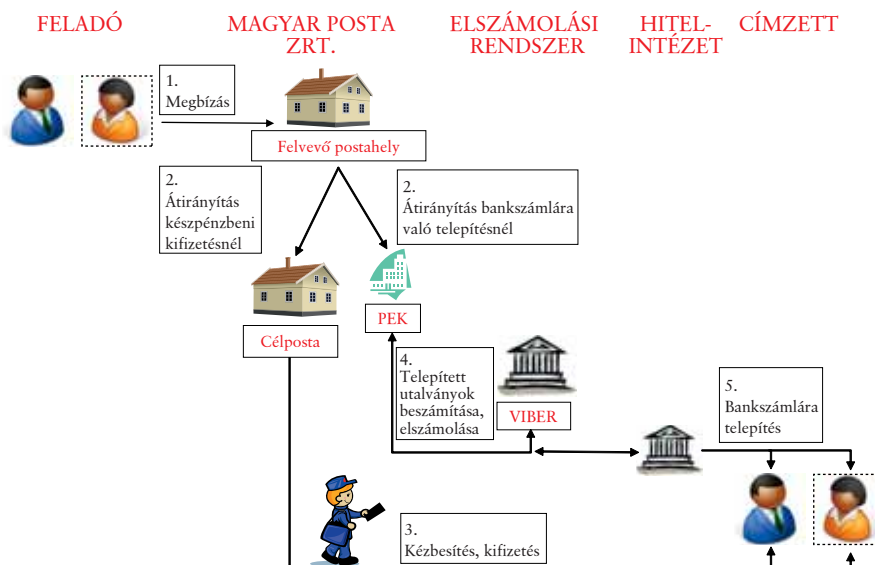 FELADÓ
MAGYAR POSTA
ZRT.
ELSZÁMOLÁSI
RENDSZER
HITEL-
INTÉZET
CÍMZETT
1.
Megbízás
Felvevő postahely
2.
Átirányítás
készpénzbeni
kifizetésnél
2.
Átirányítás bankszámlára
való telepítésnél
Célposta
PEK
4.
Telepített
utalványok
beszámítása,
elszámolása
VIBER
5.
Bankszámlára
telepítés
3.
Kézbesítés, kifizetés